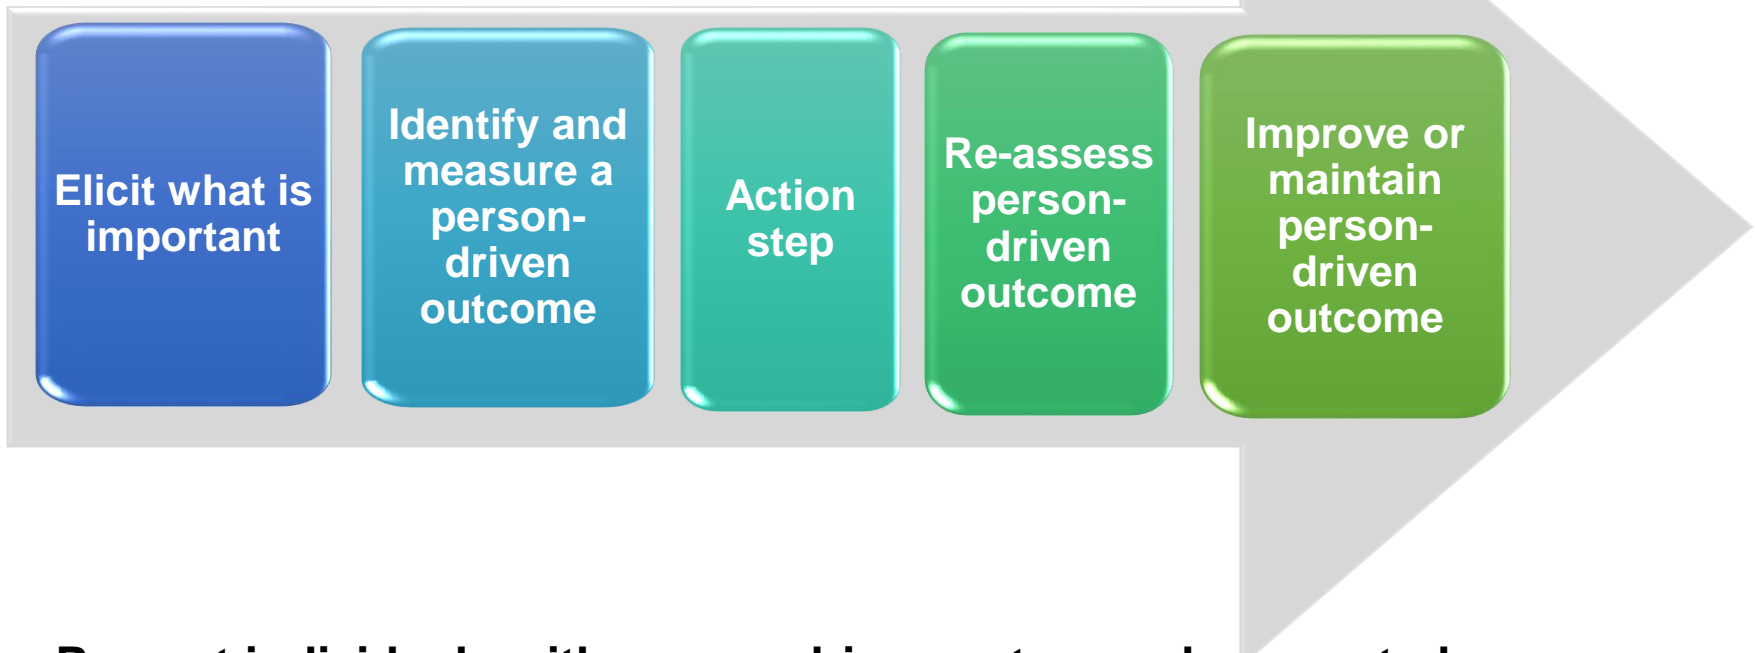 Elicit what is
important
Identify and
measure a
person-
driven
outcome
Action
step
Re-assess
person-
driven
outcome
Improve or
maintain
person-
driven
outcome